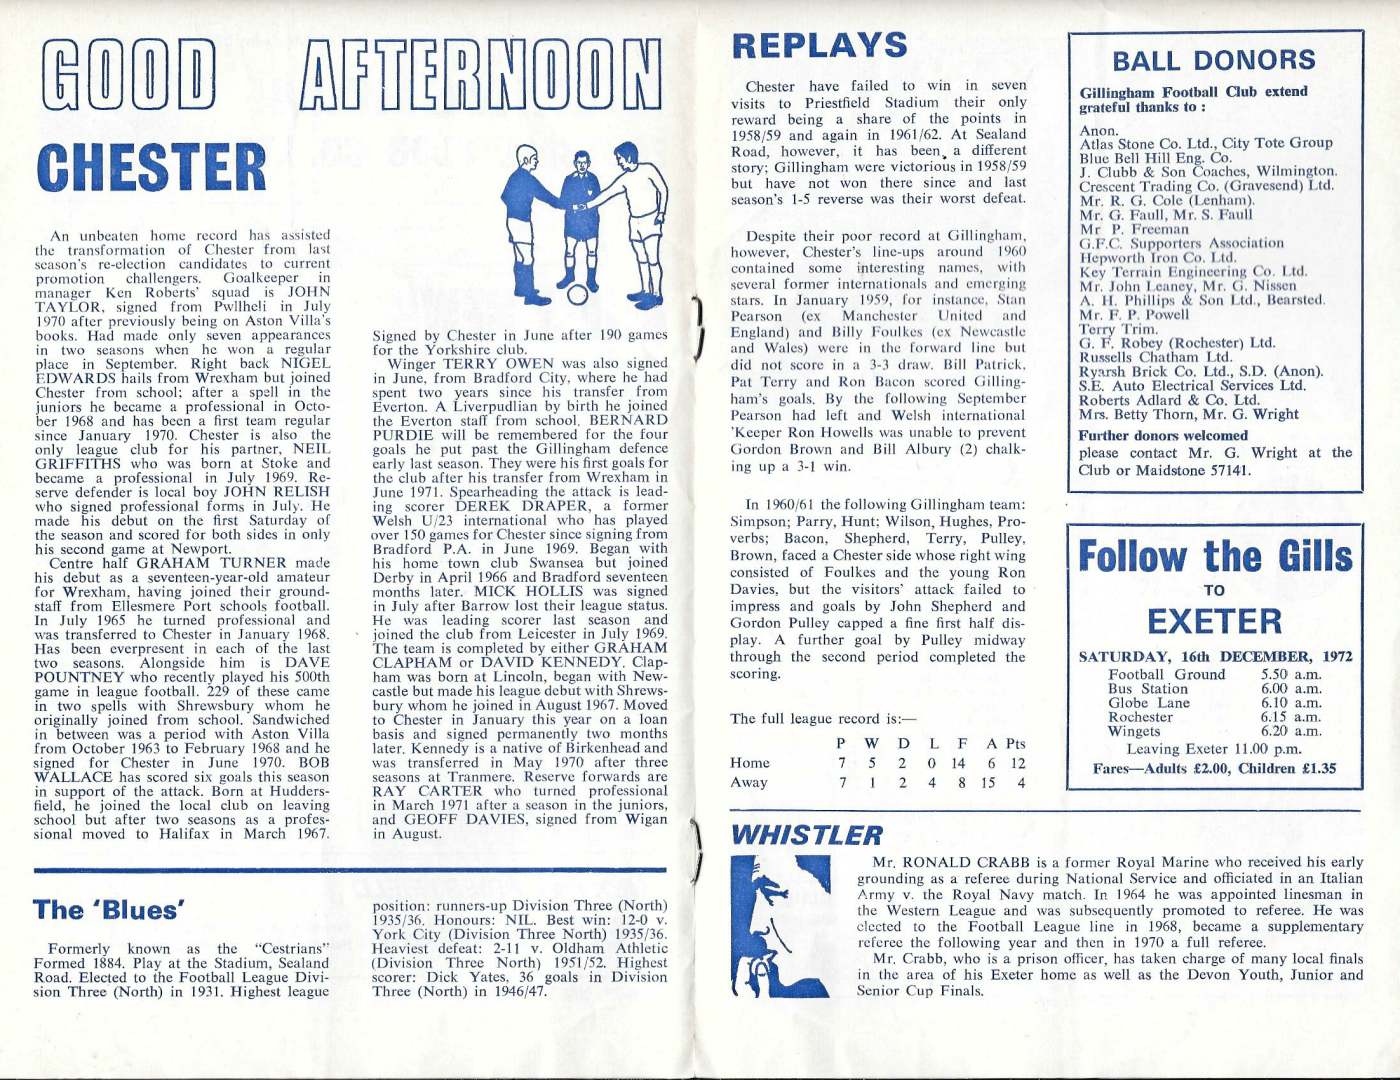 GOOD AFTERNOON
CHESTER
An unbeaten home record has assisted
the transformation of Chester from last
season's re-election candidates to current
promotion challengers. Goalkeeper in
manager Ken Roberts' squad is JOHN
TAYLOR, signed from Pwllheli in July
1970 after previously being on Aston Villa's
books. Had made only seven appearances
in two seasons when he won a regular
place in September. Right back NIGEL
EDWARDS hails from Wrexham but joined
Chester from school; after a spell in the
juniors he became a professional in Octo-
ber 1968 and has been a first team regular
since January 1970. Chester is also the
only league club for his partner, NEIL
GRIFFITHS who was born at Stoke and
became a professional in July 1969. Re-
serve defender is local boy JOHN RELISH
who signed professional forms in July. He
made his debut on the first Saturday of
the season and scored for both sides in only
his second game at Newport.
Centre half GRAHAM TURNER made
his debut as a seventeen-year-old amateur
for Wrexham, having joined their ground-
staff from Ellesmere Port schools football.
In July 1965 he turned professional and
was transferred to Chester in January 1968.
Has been everpresent in each of the last
two seasons. Alongside him is DAVE
POUNTNEY who recently played his 500th
game in league football. 229 of these came
in two spells with Shrewsbury whom he
originally joined from school. Sandwiched
in between was a period with Aston Villa
from October 1963 to February 1968 and he
signed for Chester in June 1970. BOB
WALLACE has scored six goals this season
in support of the attack. Born at Hudders-
field, he joined the local club on leaving
school but after two seasons as a profes-
sional moved to Halifax in March 1967.
Signed by Chester in June after 190 games
for the Yorkshire club.
Winger TERRY OWEN was also signed
in June, from Bradford City, where he had
spent two years since his transfer from
Everton. A Liverpudlian by birth he joined
the Everton staff from school. BERNARD
PURDIE will be remembered for the four
goals he put past the Gillingham defence
early last season. They were his first goals for
the club after his transfer from Wrexham in
June 1971. Spearheading the attack is lead-
ing scorer DEREK DRAPER, a former
Welsh U/23 international who has played
over 150 games for Chester since signing from
Bradford P.A. in June 1969. Began with
his home town club Swansea but joined
Derby in April 1966 and Bradford seventeen
months later. MICK HOLLIS was signed
in July after Barrow lost their league status.
He was leading scorer last season and
joined the club from Leicester in July 1969.
The team is completed by either GRAHAM
CLAPHAM or DAVID KENNEDY. Clap-
ham was born at Lincoln, began with New-
castle but made his league debut with Shrews-
bury whom he joined in August 1967. Moved
to Chester in January this year on a loan
basis and signed permanently two months
later. Kennedy is a native of Birkenhead and
was transferred in May 1970 after three
seasons at Tranmere. Reserve forwards are
RAY CARTER who turned professional
in March 1971 after a season in the juniors,
and GEOFF DAVIES, signed from Wigan
in August.
The 'Blues'
Formerly known as the "Cestrians"
Formed 1884. Play at the Stadium, Sealand
Road. Elected to the Football League Divi-
sion Three (North) in 1931. Highest league
position: runners-up Division Three (North)
1935/36. Honours: NIL. Best win: 12-0 v.
York City (Division Three North) 1935/36.
Heaviest defeat: 2-11 v. Oldham Athletic
(Division Three North) 1951/52. Highest
scorer: Dick Yates, 36 goals in Division
Three (North) in 1946/47.
REPLAYS
Chester have failed to win in seven
visits to Priestfield Stadium their only
reward being a share of the points in
1958/59 and again in 1961/62. At Sealand
Road, however, it has been a different
story; Gillingham were victorious in 1958/59
but have not won there since and last
season's 1-5 reverse was their worst defeat.
Despite their poor record at Gillingham,
however, Chester's line-ups around 1960
contained some interesting names, with
several former internationals and emerging
stars. In January 1959, for instance, Stan
Pearson (ex Manchester United and
England) and Billy Foulkes (ex Newcastle
and Wales) were in the forward line but
did not score in a 3-3 draw. Bill Patrick,
Pat Terry and Ron Bacon scored Gilling-
ham's goals. By the following September
Pearson had left and Welsh international
'Keeper Ron Howells was unable to prevent
Gordon Brown and Bill Albury (2) chalk-
ing up a 3-1 win.
In 1960/61 the following Gillingham team:
Simpson; Parry, Hunt; Wilson, Hughes, Pro-
verbs; Bacon, Shepherd, Terry, Pulley,
Brown, faced a Chester side whose right wing
consisted of Foulkes and the young Ron
Davies, but the visitors' attack failed to
impress and goals by John Shepherd and
Gordon Pulley capped a fine first half dis-
play. A further goal by Pulley midway
through the second period completed the
scoring.
The full league record is:—
P W D L F A Pts
Home 7 5 2 0 14 6 12
Away 7 1 2 4 8 15 4
BALL DONORS
Gillingham Football Club extend
grateful thanks to :
Anon.
Atlas Stone Co. Ltd., City Tote Group
Blue Bell Hill Eng. Co.
J. Clubb & Son Coaches, Wilmington.
Crescent Trading Co. (Gravesend) Ltd.
Mr. R. G. Cole (Lenham).
Mr. G. Faull, Mr. S. Faull
Mr P. Freeman
G.F.C. Supporters Association
Hepworth Iron Co. Ltd.
Key Terrain Engineering Co. Ltd.
Mr. John Leaney, Mr. G. Nissen
A. H. Phillips & Son Ltd., Bearsted.
Mr. F. P. Powell
Terry Trim.
G. F. Robey (Rochester) Ltd.
Russells Chatham Ltd.
Ryarsh Brick Co. Ltd., S.D. (Anon).
S.E. Auto Electrical Services Ltd.
Roberts Adlard & Co. Ltd.
Mrs. Betty Thorn, Mr. G. Wright
Further donors welcomed
please contact Mr. G. Wright at the
Club or Maidstone 57141.
Follow the Gills
TO
EXETER
SATURDAY, 16th DECEMBER, 1972
Football Ground 5.50 a.m.
Bus Station 6.00 a.m.
Globe Lane 6.10 a.m.
Rochester 6.15 a.m.
Wingets 6.20 a.m.
Leaving Exeter 11.00 p.m.
Fares—Adults £2.00, Children £1.35
WHISTLER
Mr. RONALD CRABB is a former Royal Marine who received his early
grounding as a referee during National Service and officiated in an Italian
Army v. the Royal Navy match. In 1964 he was appointed linesman in
the Western League and was subsequently promoted to referee. He was
elected to the Football League line in 1968, became a supplementary
referee the following year and then in 1970 a full referee.
Mr. Crabb, who is a prison officer, has taken charge of many local finals
in the area of his Exeter home as well as the Devon Youth, Junior and
Senior Cup Finals.